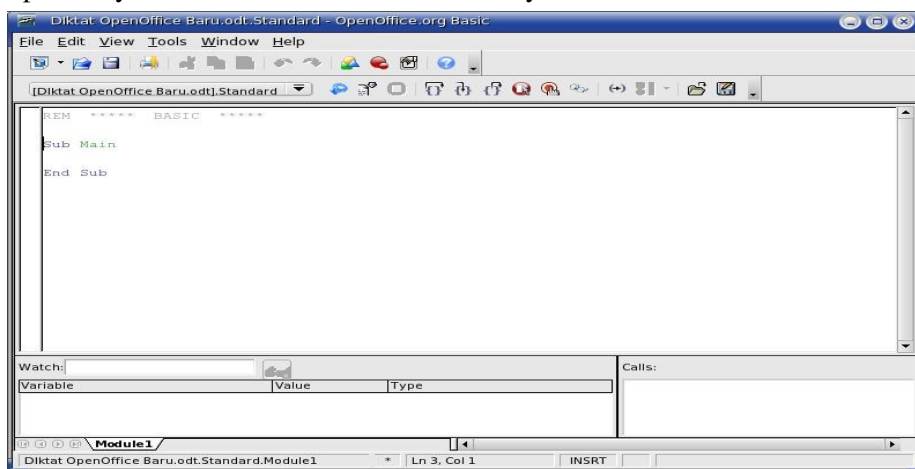 DIktat OpenOffice Baru.odt.Standard - OpenOffice.org Basic
File Edit View Tools Window Help
[DIktat OpenOffice Baru.odt].Standard
REM ***** BASIC *****
Sub Main
End Sub
Watch:
Calls:
Variable Value Type
Module1
DIktat OpenOffice Baru.odt.Standard.Module1 * Ln 3, Col 1 INSRT